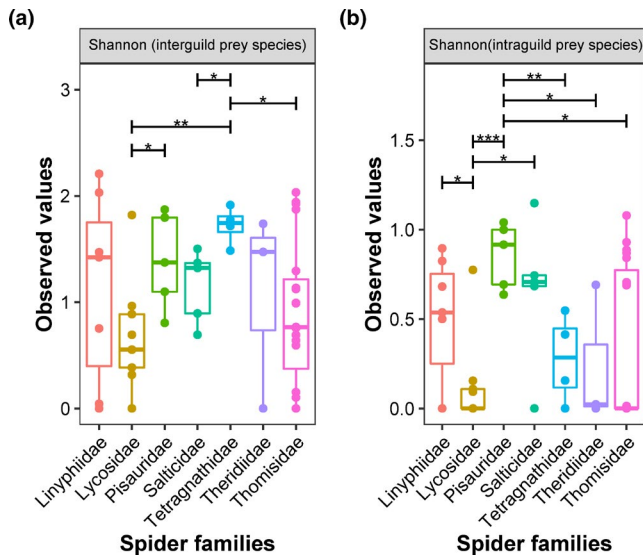 (a)
Shannon (interguild prey species)
Observed values
3
2
1
0
*
*
**
*
Linyphiidae
Lycosidae
Pisauridae
Salticidae
Tetragnathidae
Theridiidae
Thomisidae
Spider families
(b)
Shannon(intraguild prey species)
Observed values
1.5
1.0
0.5
0.0
**
*
*
***
*
*
Linyphiidae
Lycosidae
Pisauridae
Salticidae
Tetragnathidae
Theridiidae
Thomisidae
Spider families